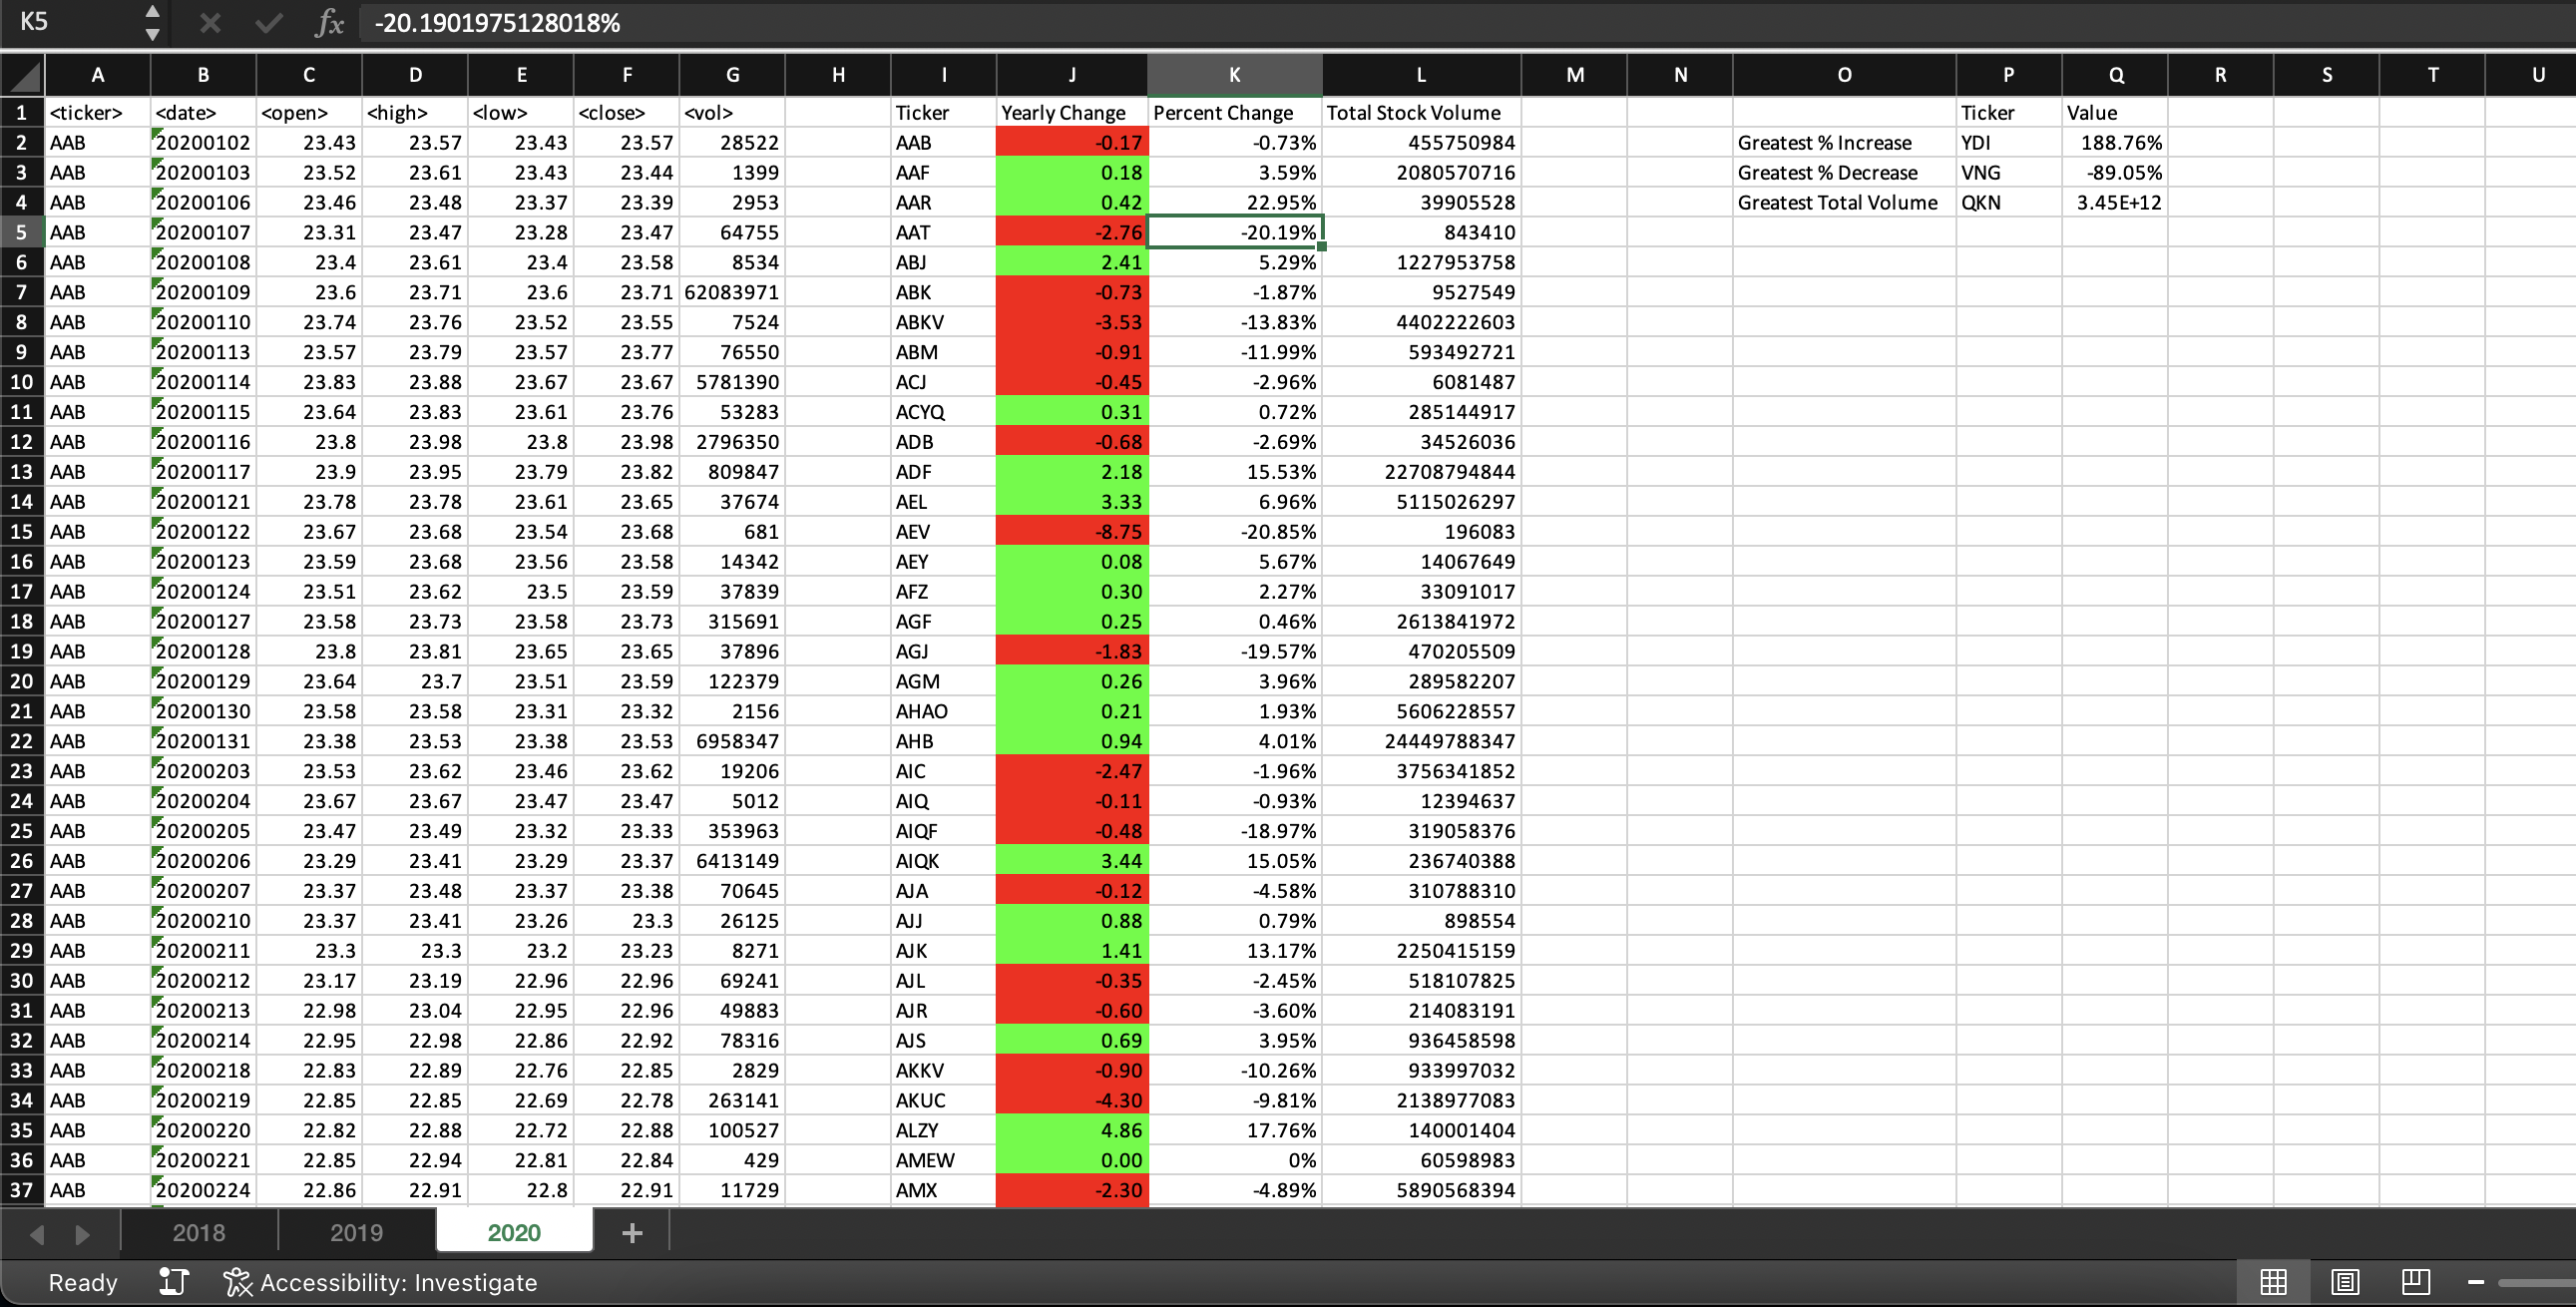 K5 fx -20.1901975128018%
A B C D E F G H I J K L M N O P Q R S T U
1 <ticker> <date> <open> <high> <low> <close> <vol> Ticker Yearly Change Percent Change Total Stock Volume Ticker Value
2 AAB 20200102 23.43 23.57 23.43 23.57 28522 AAB -0.17 -0.73% 455750984 Greatest % Increase YDI 188.76%
3 AAB 20200103 23.52 23.61 23.43 23.44 1399 AAF 0.18 3.59% 2080570716 Greatest % Decrease VNG -89.05%
4 AAB 20200106 23.46 23.48 23.37 23.39 2953 AAR 0.42 22.95% 39905528 Greatest Total Volume QKN 3.45E+12
5 AAB 20200107 23.31 23.47 23.28 23.47 64755 AAT -2.76 -20.19% 843410
6 AAB 20200108 23.4 23.61 23.4 23.58 8534 ABJ 2.41 5.29% 1227953758
7 AAB 20200109 23.6 23.71 23.6 23.71 62083971 ABK -0.73 -1.87% 9527549
8 AAB 20200110 23.74 23.76 23.52 23.55 7524 ABKV -3.53 -13.83% 4402222603
9 AAB 20200113 23.57 23.79 23.57 23.77 76550 ABM -0.91 -11.99% 593492721
10 AAB 20200114 23.83 23.88 23.67 23.67 5781390 ACJ -0.45 -2.96% 6081487
11 AAB 20200115 23.64 23.83 23.61 23.76 53283 ACYQ 0.31 0.72% 285144917
12 AAB 20200116 23.8 23.98 23.8 23.98 2796350 ADB -0.68 -2.69% 34526036
13 AAB 20200117 23.9 23.95 23.79 23.82 809847 ADF 2.18 15.53% 22708794844
14 AAB 20200121 23.78 23.78 23.61 23.65 37674 AEL 3.33 6.96% 5115026297
15 AAB 20200122 23.67 23.68 23.54 23.68 681 AEV -8.75 -20.85% 196083
16 AAB 20200123 23.59 23.68 23.56 23.58 14342 AEY 0.08 5.67% 14067649
17 AAB 20200124 23.51 23.62 23.5 23.59 37839 AFZ 0.30 2.27% 33091017
18 AAB 20200127 23.58 23.73 23.58 23.73 315691 AGF 0.25 0.46% 2613841972
19 AAB 20200128 23.8 23.81 23.65 23.65 37896 AGJ -1.83 -19.57% 470205509
20 AAB 20200129 23.64 23.7 23.51 23.59 122379 AGM 0.26 3.96% 289582207
21 AAB 20200130 23.58 23.58 23.31 23.32 2156 AHAO 0.21 1.93% 5606228557
22 AAB 20200131 23.38 23.53 23.38 23.53 6958347 AHB 0.94 4.01% 24449788347
23 AAB 20200203 23.53 23.62 23.46 23.62 19206 AIC -2.47 -1.96% 3756341852
24 AAB 20200204 23.67 23.67 23.47 23.47 5012 AIQ -0.11 -0.93% 12394637
25 AAB 20200205 23.47 23.49 23.32 23.33 353963 AIQF -0.48 -18.97% 319058376
26 AAB 20200206 23.29 23.41 23.29 23.37 6413149 AIQK 3.44 15.05% 236740388
27 AAB 20200207 23.37 23.48 23.37 23.38 70645 AJA -0.12 -4.58% 310788310
28 AAB 20200210 23.37 23.41 23.26 23.3 26125 AJJ 0.88 0.79% 898554
29 AAB 20200211 23.3 23.3 23.2 23.23 8271 AJK 1.41 13.17% 2250415159
30 AAB 20200212 23.17 23.19 22.96 22.96 69241 AJL -0.35 -2.45% 518107825
31 AAB 20200213 22.98 23.04 22.95 22.96 49883 AJR -0.60 -3.60% 214083191
32 AAB 20200214 22.95 22.98 22.86 22.92 78316 AJS 0.69 3.95% 936458598
33 AAB 20200218 22.83 22.89 22.76 22.85 2829 AKKV -0.90 -10.26% 933997032
34 AAB 20200219 22.85 22.85 22.69 22.78 263141 AKUC -4.30 -9.81% 2138977083
35 AAB 20200220 22.82 22.88 22.72 22.88 100527 ALZY 4.86 17.76% 140001404
36 AAB 20200221 22.85 22.94 22.81 22.84 429 AMEW 0.00 0% 60598983
37 AAB 20200224 22.86 22.91 22.8 22.91 11729 AMX -2.30 -4.89% 5890568394
2018 2019 2020 +
Ready Accessibility: Investigate